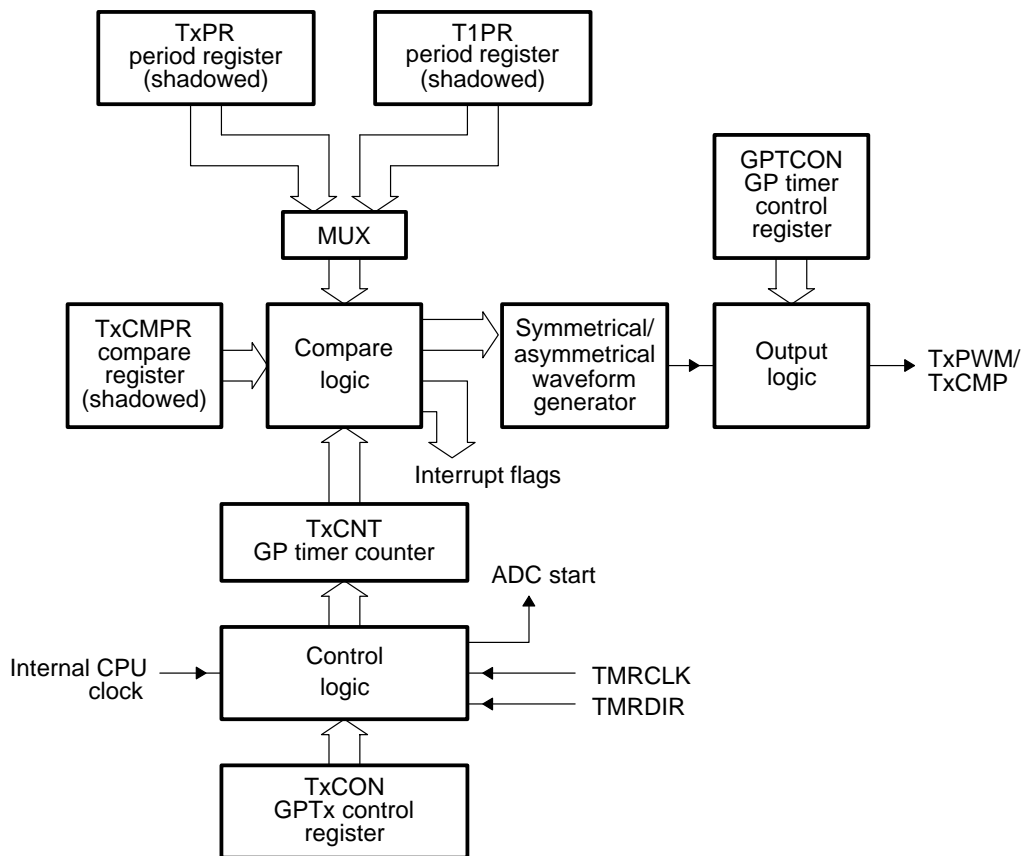 TxPR
period register
(shadowed)
T1PR
period register
(shadowed)
GPTCON
GP timer
control
register
MUX
TxCMPR
compare
register
(shadowed)
Compare
logic
Symmetrical/
asymmetrical
waveform
generator
Output
logic
TxPWM/
TxCMP
Interrupt flags
TxCNT
GP timer counter
ADC start
Internal CPU
clock
Control
logic
TMRCLK
TMRDIR
TxCON
GPTx control
register